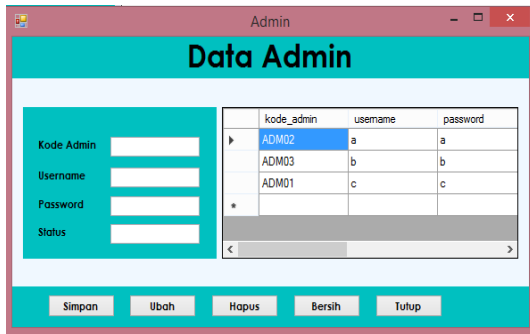 Admin
Data Admin
Kode Admin
Username
Password
Status
kode_admin username password
ADM02 a a
ADM03 b b
ADM01 c c
*
Simpan Ubah Hapus Bersih Tutup